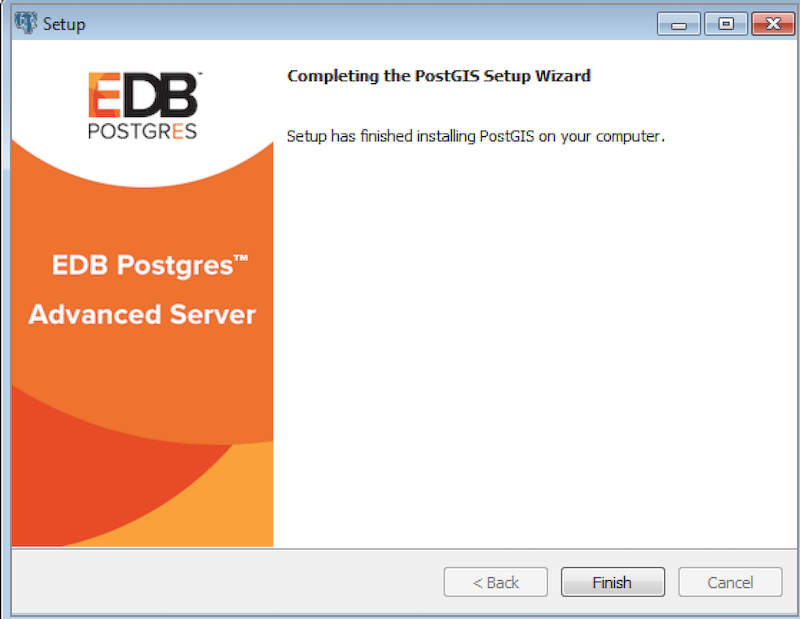 Setup
EDB™
POSTGRES
EDB Postgres™
Advanced Server
Completing the PostGIS Setup Wizard
Setup has finished installing PostGIS on your computer.
< Back
Finish
Cancel